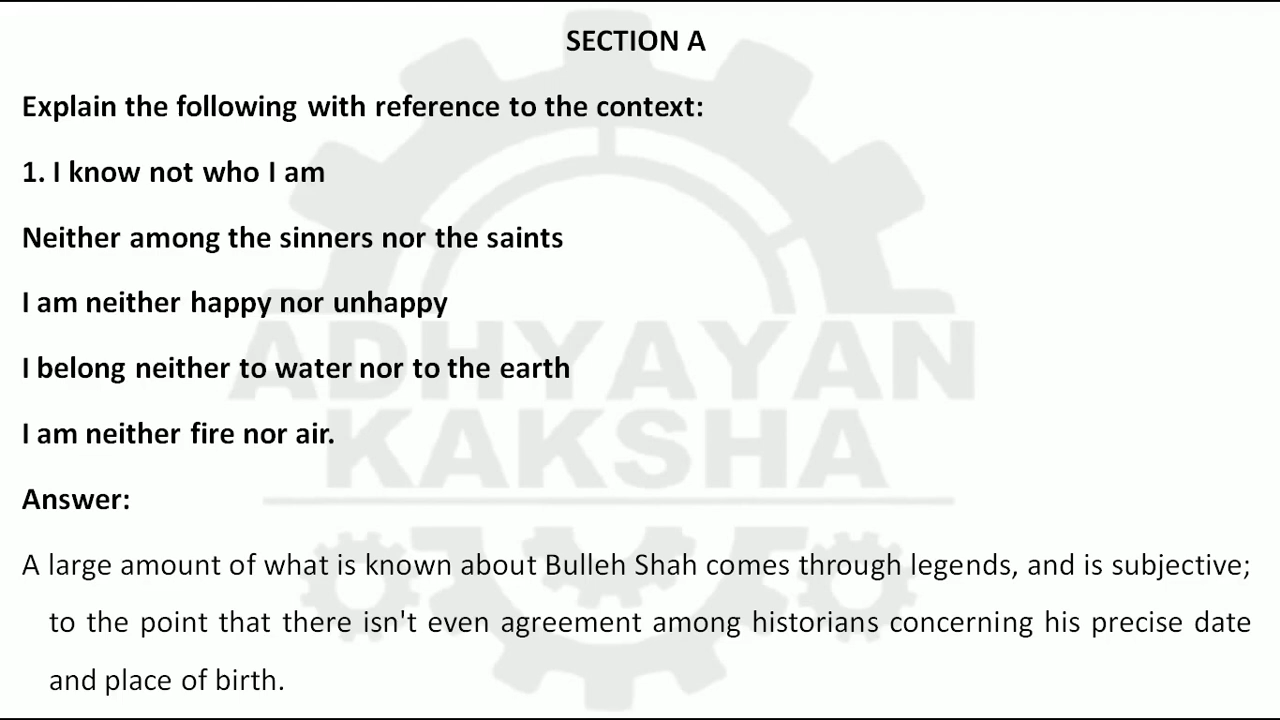 SECTION A
Explain the following with reference to the context:
1. I know not who I am
Neither among the sinners nor the saints
I am neither happy nor unhappy
I belong neither to water nor to the earth
I am neither fire nor air.
ADHYAYAN
KAKSHA
Answer:
A large amount of what is known about Bulleh Shah comes through legends, and is subjective;
to the point that there isn't even agreement among historians concerning his precise date
and place of birth.